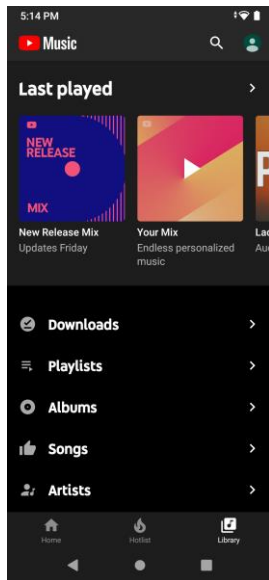 5:14 PM
Music
Last played
NEW
RELEASE
MIX
New Release Mix
Updates Friday
Your Mix
Endless personalized
music
Downloads
Playlists
Albums
Songs
Artists
Home
Hotlist
Library